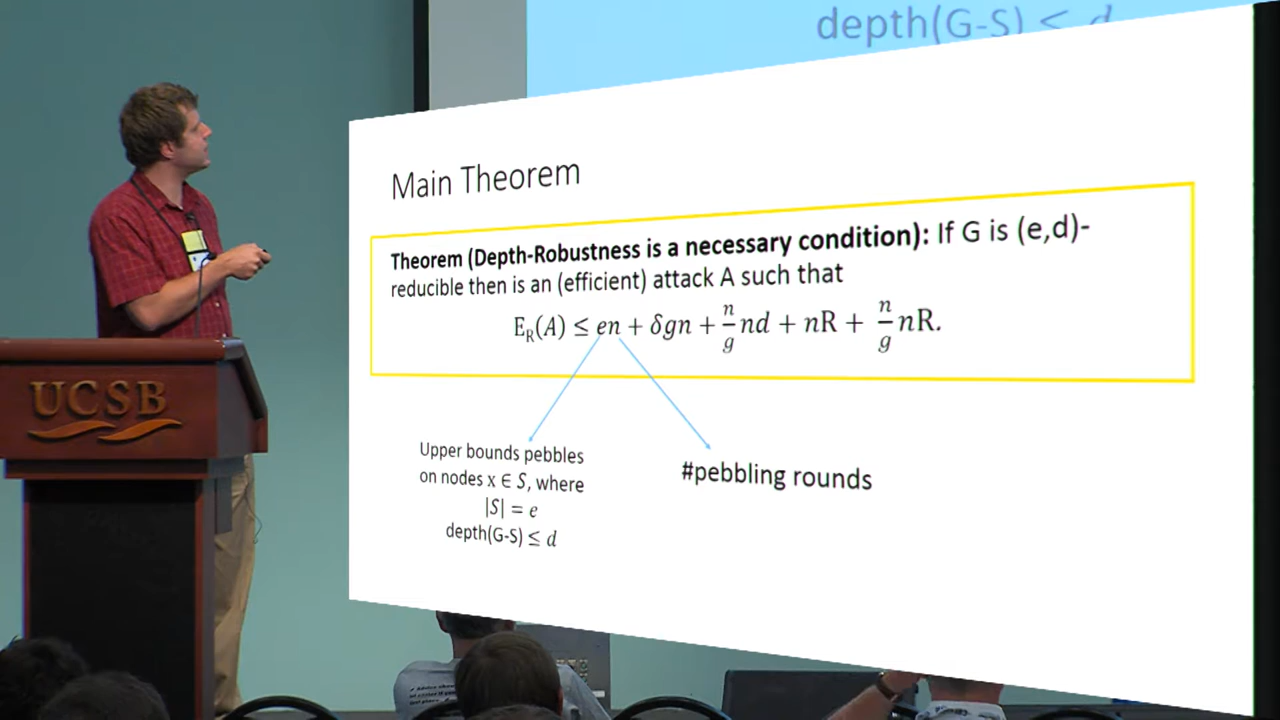 depth(G-S) ≤ d
Main Theorem
Theorem (Depth-Robustness is a necessary condition): If G is (e,d)-
reducible then is an (efficient) attack A such that
E_R(A) ≤ en + δgn + n/g nd + nR + n/g nR.
Upper bounds pebbles
on nodes x ∈ S, where
|S| = e
depth(G-S) ≤ d
#pebbling rounds
UCSB